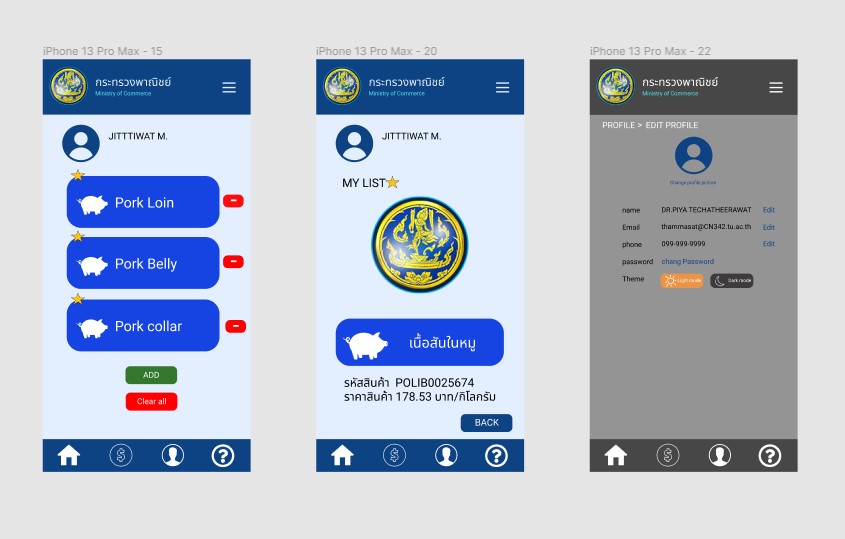 iPhone 13 Pro Max - 15
กระทรวงพาณิชย์
Ministry of Commerce
JITTTIWAT M.
Pork Loin
Pork Belly
Pork collar
ADD
Clear all
iPhone 13 Pro Max - 20
กระทรวงพาณิชย์
Ministry of Commerce
JITTTIWAT M.
MY LIST
เนื้อสันในหมู
รหัสสินค้า POLIB0025674
ราคาสินค้า 178.53 บาท/กิโลกรัม
BACK
iPhone 13 Pro Max - 22
กระทรวงพาณิชย์
Ministry of Commerce
PROFILE > EDIT PROFILE
Change profile picture
name DR.PIYA TECHATHEERAWAT Edit
Email thammasat@CN342.tu.ac.th Edit
phone 099-999-9999 Edit
password chang Password
Theme Light mode Dark mode